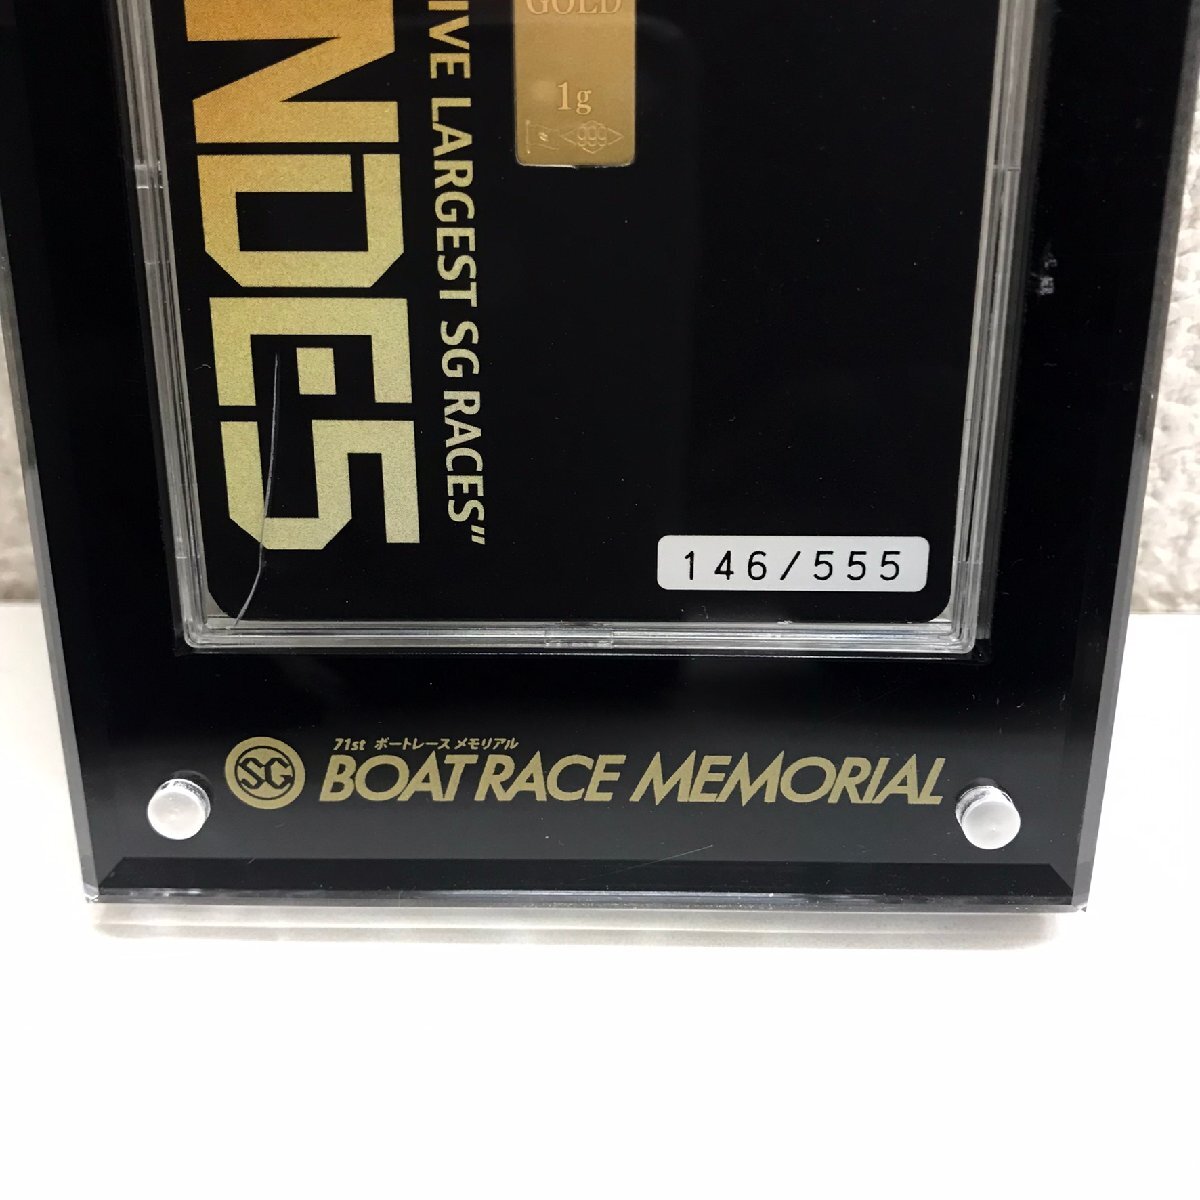 NDE5
IVE LARGEST SG RACES"
GOLD
1g
999
146/555
SG
71st ボートレース メモリアル
BOAT RACE MEMORIAL